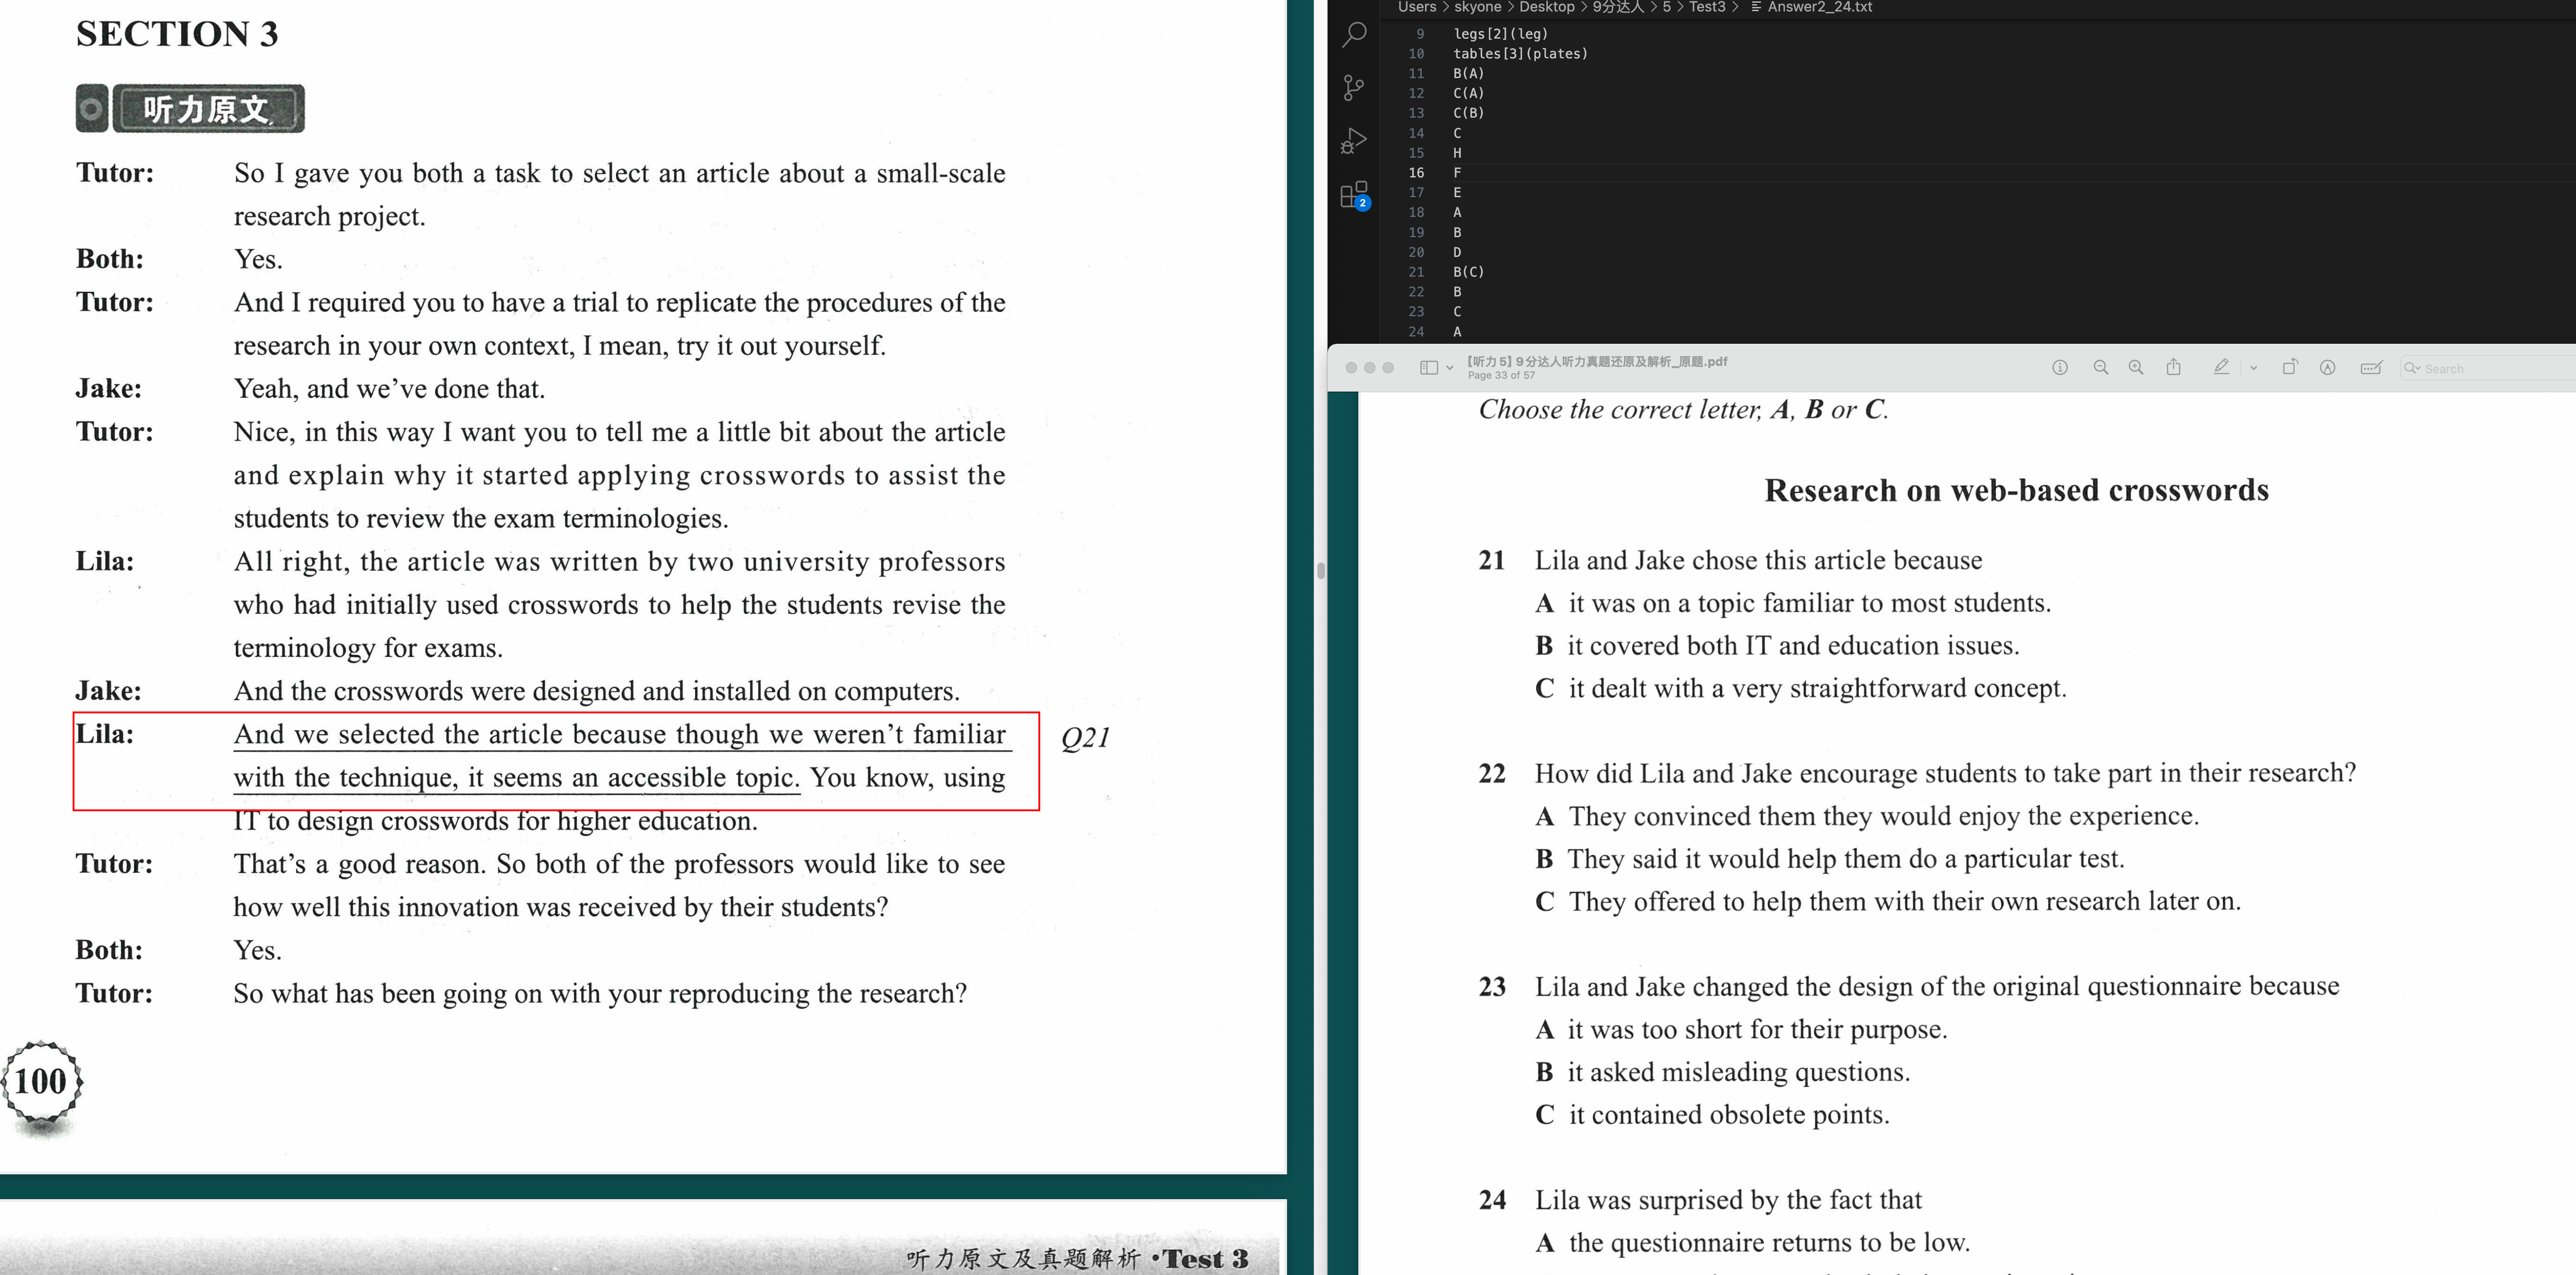 SECTION 3
听力原文
Tutor: So I gave you both a task to select an article about a small-scale
research project.
Both: Yes.
Tutor: And I required you to have a trial to replicate the procedures of the
research in your own context, I mean, try it out yourself.
Jake: Yeah, and we've done that.
Tutor: Nice, in this way I want you to tell me a little bit about the article
and explain why it started applying crosswords to assist the
students to review the exam terminologies.
Lila: All right, the article was written by two university professors
who had initially used crosswords to help the students revise the
terminology for exams.
Jake: And the crosswords were designed and installed on computers.
Lila: And we selected the article because though we weren't familiar Q21
with the technique, it seems an accessible topic. You know, using
IT to design crosswords for higher education.
Tutor: That's a good reason. So both of the professors would like to see
how well this innovation was received by their students?
Both: Yes.
Tutor: So what has been going on with your reproducing the research?
100
听力原文及真题解析 •Test 3
Users > skyone > Desktop > 9分达人 > 5 > Test3 > Answer2_24.txt
9 legs[2](leg)
10 tables[3](plates)
11 B(A)
12 C(A)
13 C(B)
14 C
15 H
16 F
17 E
18 A
19 B
20 D
21 B(C)
22 B
23 C
24 A
2
【听力5】9分达人听力真题还原及解析_原题.pdf
Page 33 of 57
Search
Choose the correct letter, A, B or C.
Research on web-based crosswords
21 Lila and Jake chose this article because
A it was on a topic familiar to most students.
B it covered both IT and education issues.
C it dealt with a very straightforward concept.
22 How did Lila and Jake encourage students to take part in their research?
A They convinced them they would enjoy the experience.
B They said it would help them do a particular test.
C They offered to help them with their own research later on.
23 Lila and Jake changed the design of the original questionnaire because
A it was too short for their purpose.
B it asked misleading questions.
C it contained obsolete points.
24 Lila was surprised by the fact that
A the questionnaire returns to be low.